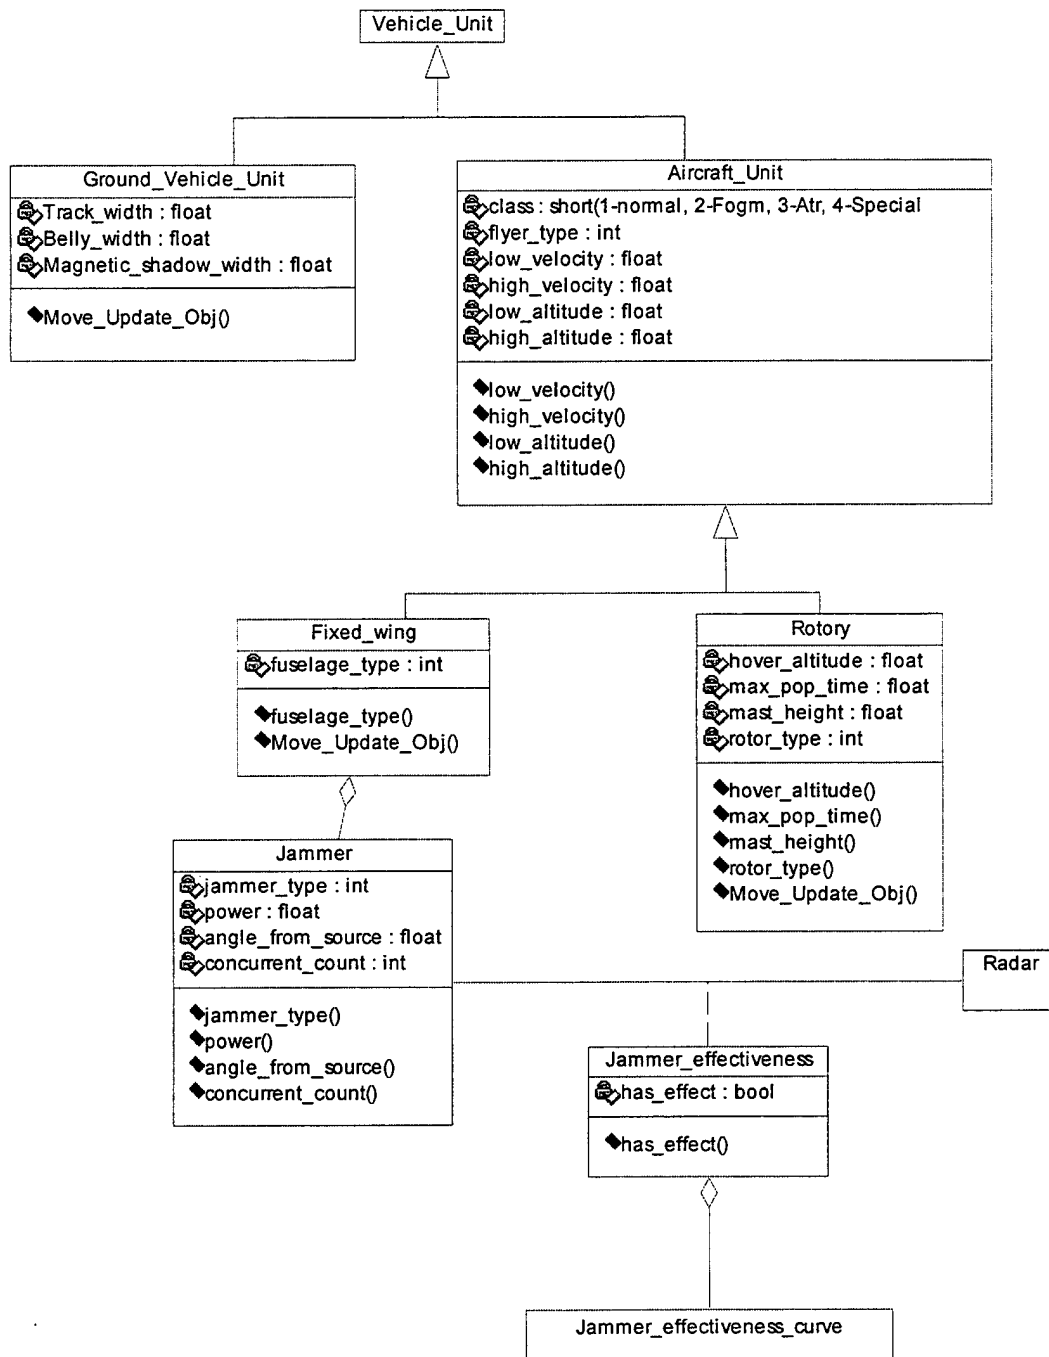 Vehicle_Unit
Ground_Vehicle_Unit
Track_width : float
Belly_width : float
Magnetic_shadow_width : float
Move_Update_Obj()
Aircraft_Unit
class : short(1-normal, 2-Fogm, 3-Atr, 4-Special
flyer_type : int
low_velocity : float
high_velocity : float
low_altitude : float
high_altitude : float
low_velocity()
high_velocity()
low_altitude()
high_altitude()
Fixed_wing
fuselage_type : int
fuselage_type()
Move_Update_Obj()
Rotory
hover_altitude : float
max_pop_time : float
mast_height : float
rotor_type : int
hover_altitude()
max_pop_time()
mast_height()
rotor_type()
Move_Update_Obj()
Jammer
jammer_type : int
power : float
angle_from_source : float
concurrent_count : int
jammer_type()
power()
angle_from_source()
concurrent_count()
Radar
Jammer_effectiveness
has_effect : bool
has_effect()
Jammer_effectiveness_curve